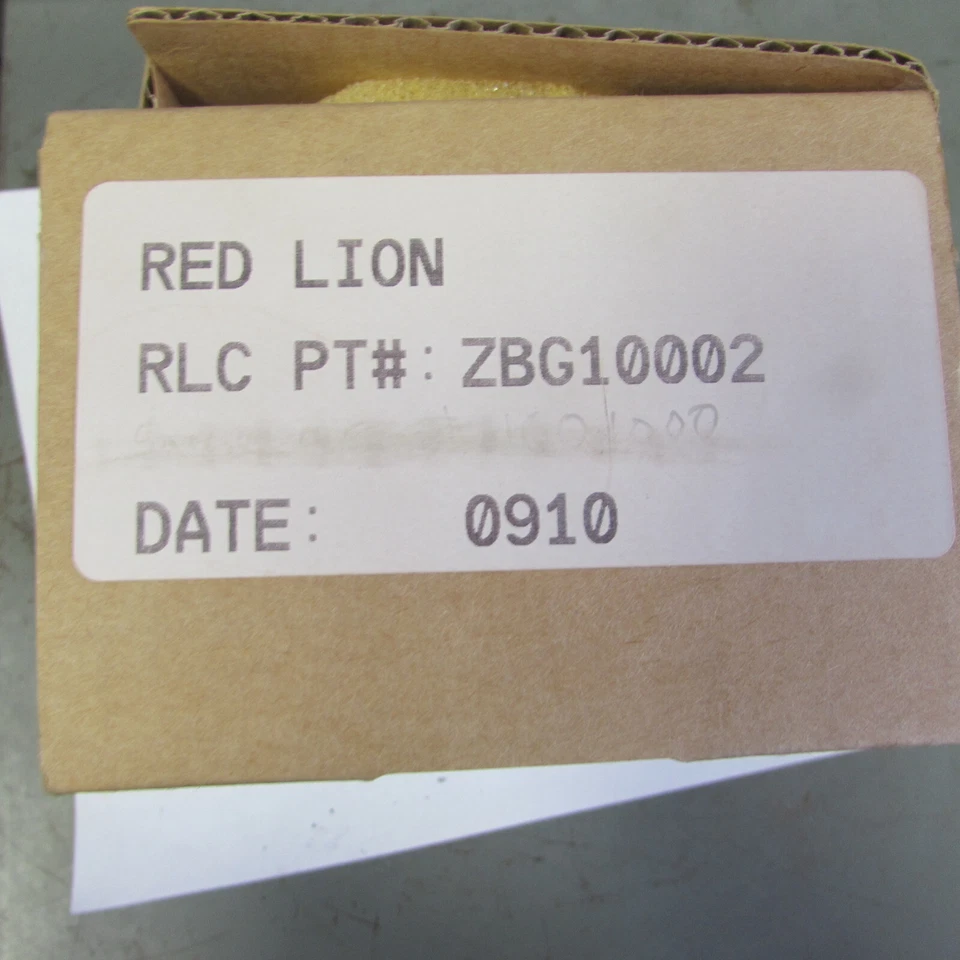 RED LION
RLC PT#: ZBG10002
DATE: 0910